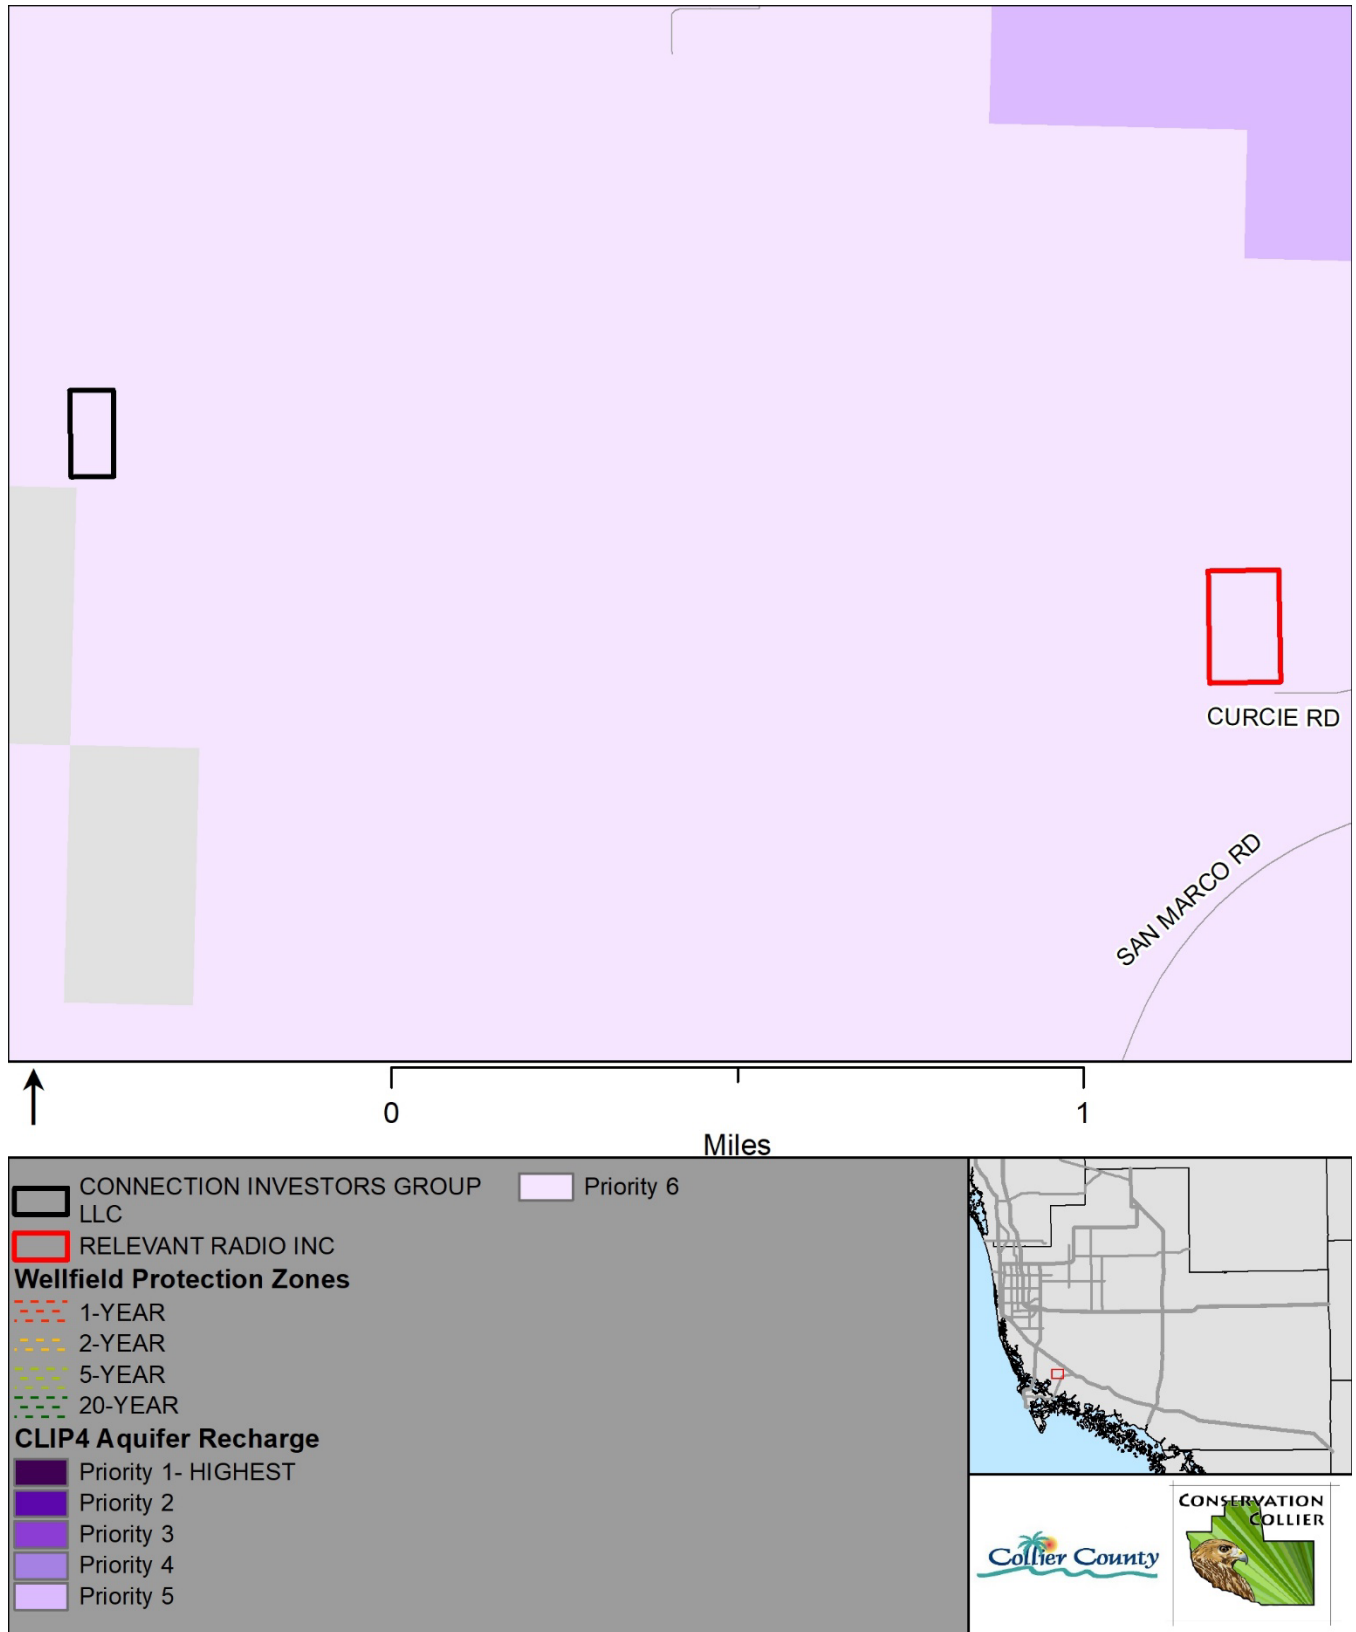 CURCIE RD
SAN MARCO RD
0
1
Miles
CONNECTION INVESTORS GROUP
LLC
RELEVANT RADIO INC
Wellfield Protection Zones
1-YEAR
2-YEAR
5-YEAR
20-YEAR
CLIP4 Aquifer Recharge
Priority 1- HIGHEST
Priority 2
Priority 3
Priority 4
Priority 5
Priority 6
Collier County
CONSERVATION
COLLIER